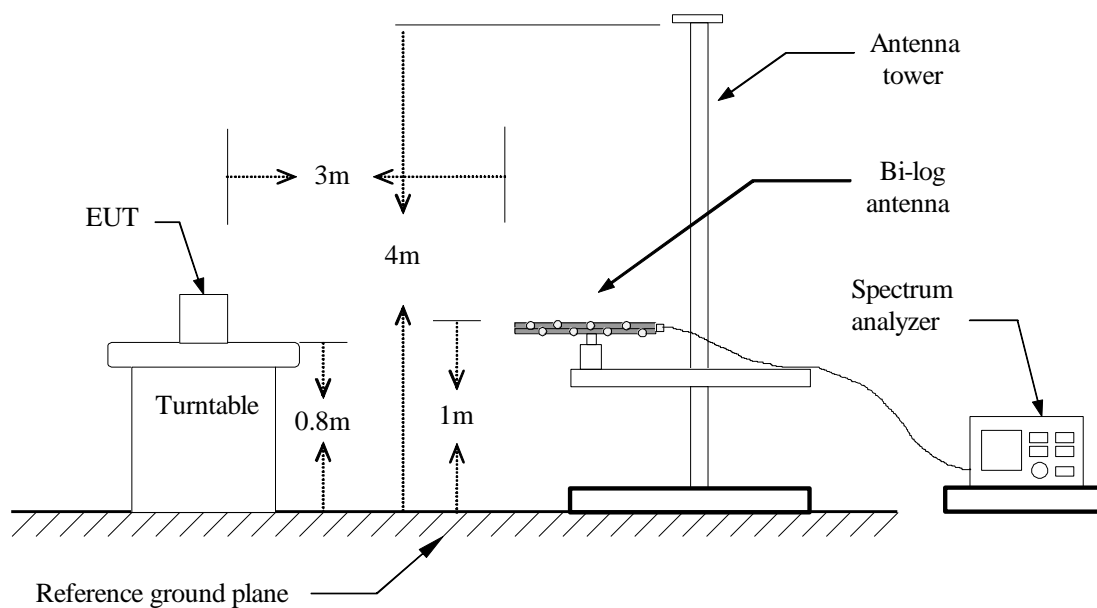 Antenna
tower
3m
Bi-log
antenna
EUT
4m
Spectrum
analyzer
Turntable
0.8m
1m
Reference ground plane